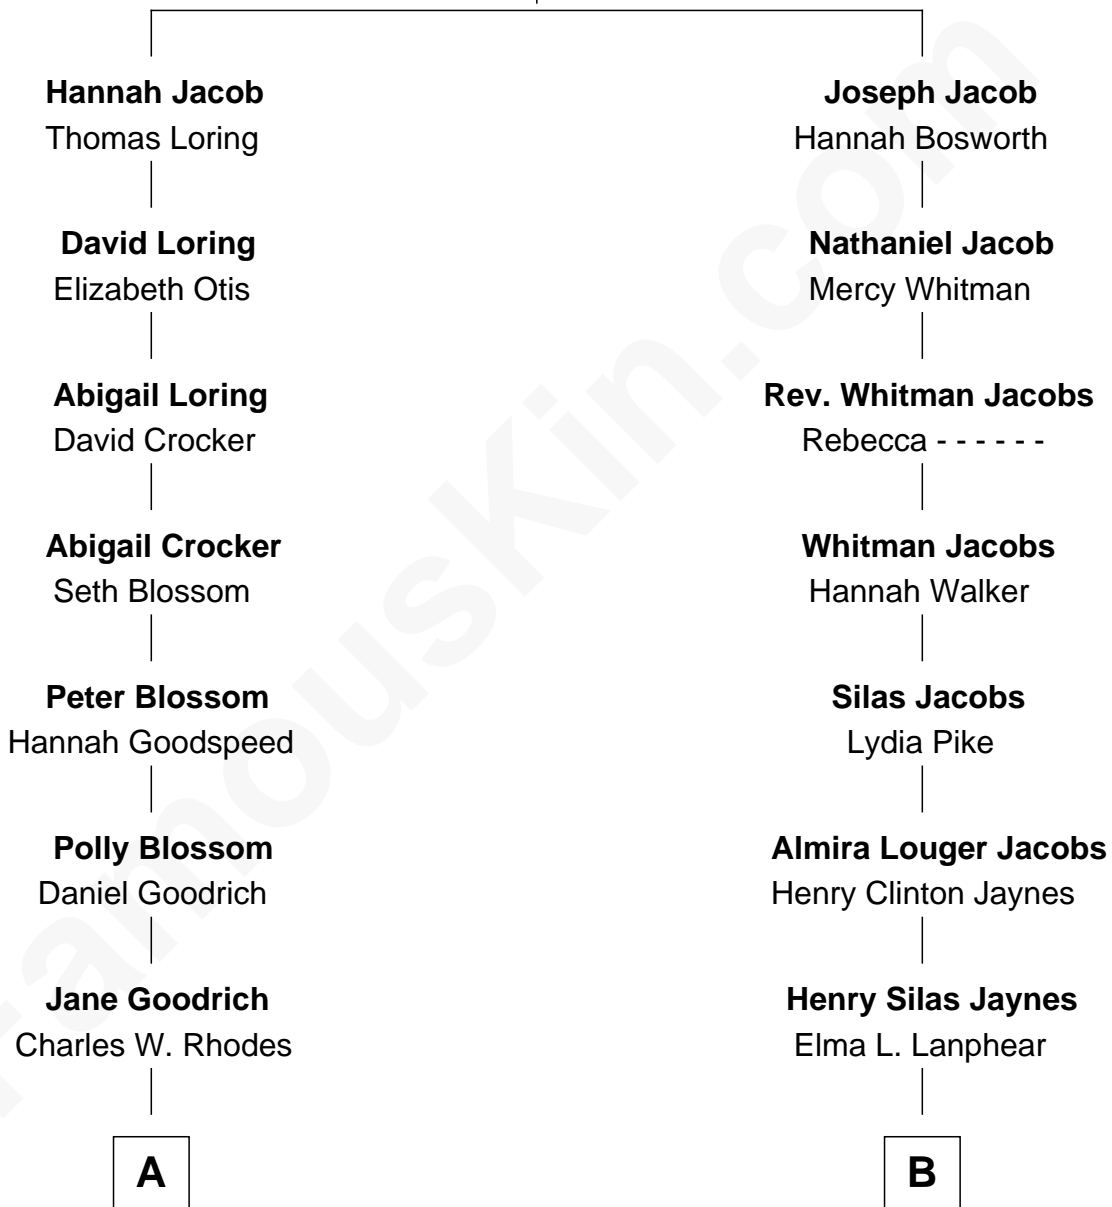 Hannah Jacob
Thomas Loring
David Loring
Elizabeth Otis
Abigail Loring
David Crocker
Abigail Crocker
Seth Blossom
Peter Blossom
Hannah Goodspeed
Polly Blossom
Daniel Goodrich
Jane Goodrich
Charles W. Rhodes
A
Joseph Jacob
Hannah Bosworth
Nathaniel Jacob
Mercy Whitman
Rev. Whitman Jacobs
Rebecca - - - - - -
Whitman Jacobs
Hannah Walker
Silas Jacobs
Lydia Pike
Almira Louger Jacobs
Henry Clinton Jaynes
Henry Silas Jaynes
Elma L. Lanphear
B
FamousKin.com